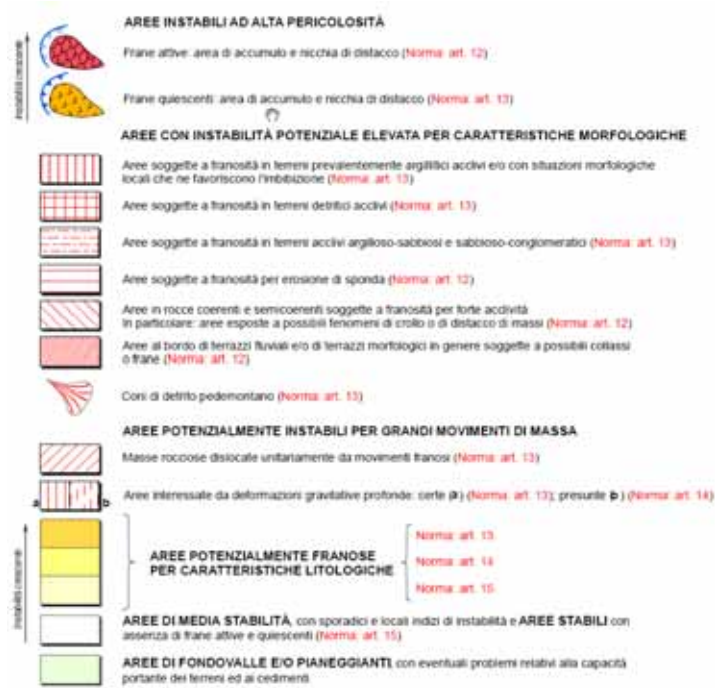 AREE INSTABILI AD ALTA PERICOLOSITÀ
Instabilità crescente
Frane attive: area di accumulo e nicchia di distacco (Norma: art. 12)
Frane quiescenti: area di accumulo e nicchia di distacco (Norma: art. 13)
AREE CON INSTABILITÀ POTENZIALE ELEVATA PER CARATTERISTICHE MORFOLOGICHE
Aree soggette a franosità in terreni prevalentemente argillitici acclivi e/o con situazioni morfologiche
locali che ne favoriscono l'imbibizione (Norma: art. 13)
Aree soggette a franosità in terreni detritici acclivi (Norma: art. 13)
Aree soggette a franosità in terreni acclivi argilloso-sabbiosi e sabbioso-conglomeratici (Norma: art. 13)
Aree soggette a franosità per erosione di sponda (Norma: art. 12)
Aree in rocce coerenti e semicoerenti soggette a franosità per forte acclività
In particolare: aree esposte a possibili fenomeni di crollo o di distacco di massi (Norma: art. 12)
Aree al bordo di terrazzi fluviali e/o di terrazzi morfologici in genere soggette a possibili collassi
o frane (Norma: art. 12)
Coni di detrito pedemontano (Norma: art. 13)
AREE POTENZIALMENTE INSTABILI PER GRANDI MOVIMENTI DI MASSA
Masse rocciose dislocate unitariamente da movimenti franosi (Norma: art. 13)
a b Aree interessate da deformazioni gravitative profonde: certe (a) (Norma: art. 13); presunte (b) (Norma: art. 14)
Instabilità crescente
AREE POTENZIALMENTE FRANOSE
PER CARATTERISTICHE LITOLOGICHE
Norma: art. 13
Norma: art. 14
Norma: art. 15
AREE DI MEDIA STABILITÀ, con sporadici e locali indizi di instabilità e AREE STABILI con
assenza di frane attive e quiescenti (Norma: art. 15)
AREE DI FONDOVALLE E/O PIANEGGIANTI, con eventuali problemi relativi alla capacità
portante dei terreni ed ai cedimenti